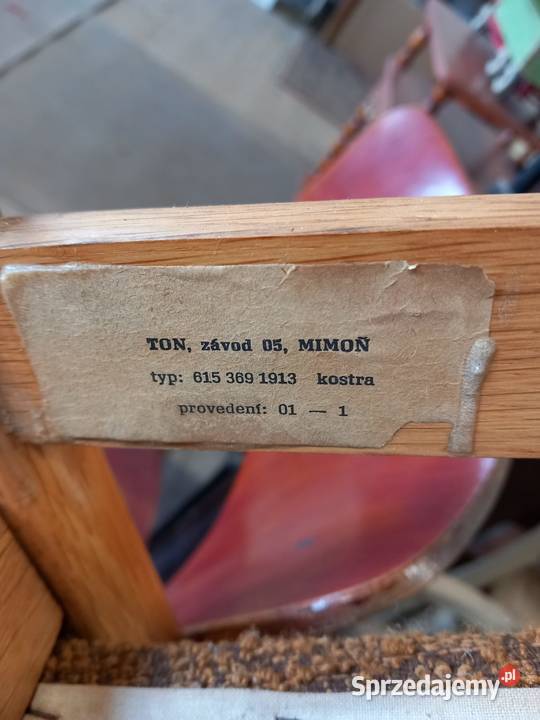 TON, závod 05, MIMOŇ
typ: 615 369 1913 kostra
provedení: 01 — 1
Sprzedajemy.pl